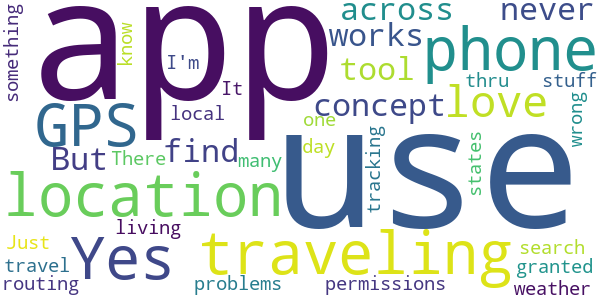 something
know
app
across
never
I'm
works
phone
tool
thru
stuff
It
GPS
local
concept
love
wrong
But
There
find
many
one
day
tracking
states
location
use
living
Just
Yes
traveling
search
travel
granted
routing
problems
permissions
weather